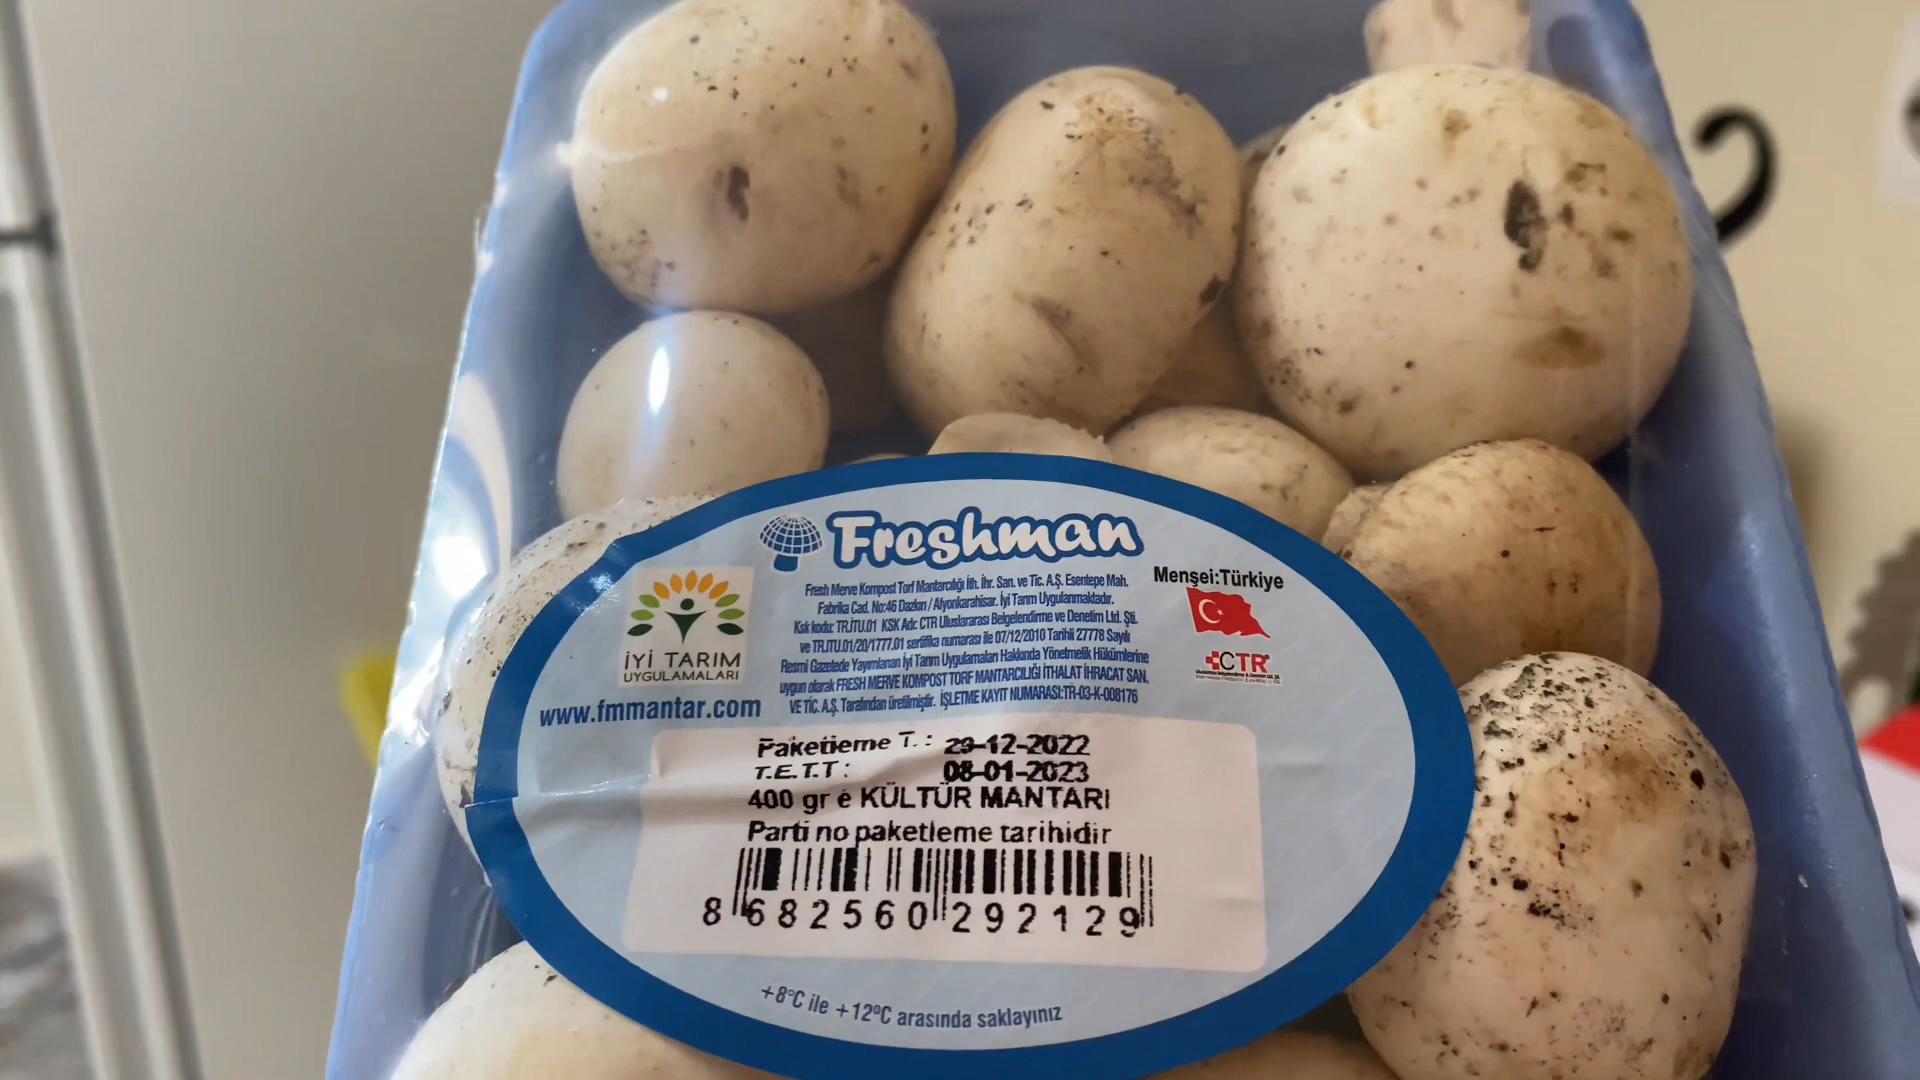 Freshman
Fresh Merve Kompost Torf Mantarcılığı İth. İhr. San. ve Tic. A.Ş. Esentepe Mah.
Fabrika Cad. No:46 Dazkırı / Afyonkarahisar. İyi Tarım Uygulanmaktadır.
Ksk kodu: TR.İTU.01 KSK Adı: CTR Uluslararası Belgelendirme ve Denetim Ltd. Şti.
ve TR.İTU.01/20/1777.01 sertifika numarası ile 07/12/2010 Tarihli 27778 Sayılı
Resmi Gazetede Yayımlanan İyi Tarım Uygulamaları Hakkında Yönetmelik Hükümlerine
uygun olarak FRESH MERVE KOMPOST TORF MANTARCILIĞI İTHALAT İHRACAT SAN.
VE TİC. A.Ş. Tarafından üretilmiştir. İŞLETME KAYIT NUMARASI:TR-03-K-008176
Menşei:Türkiye
CTR
İYİ TARIM
UYGULAMALARI
www.fmmantar.com
Paketleme T. : 29-12-2022
T.E.T.T : 08-01-2023
400 gr e KÜLTÜR MANTARI
Parti no paketleme tarihidir
8 682560 292129
+8°C ile +12°C arasında saklayınız